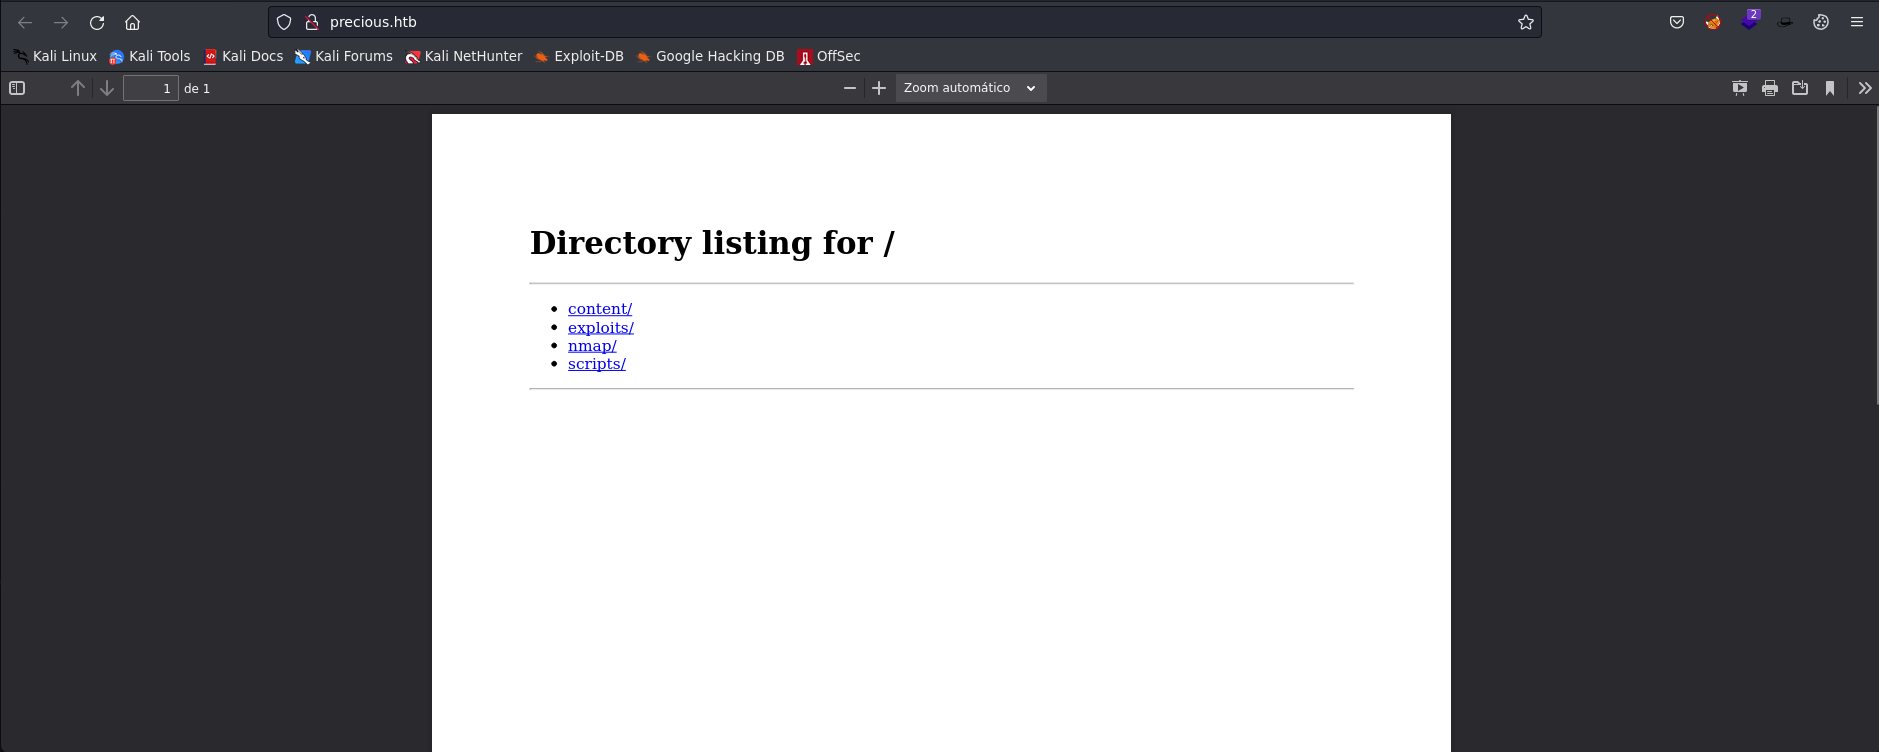 precious.htb
2
Kali Linux Kali Tools Kali Docs Kali Forums Kali NetHunter Exploit-DB Google Hacking DB OffSec
1 de 1 Zoom automático
Directory listing for /
content/
exploits/
nmap/
scripts/